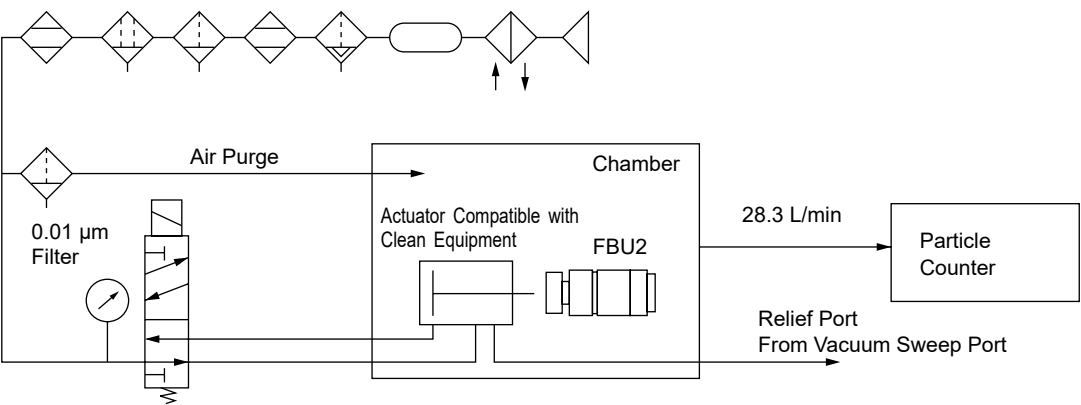 Air Purge
Chamber
0.01 µm
Filter
Actuator Compatible with
Clean Equipment
FBU2
28.3 L/min
Particle
Counter
Relief Port
From Vacuum Sweep Port